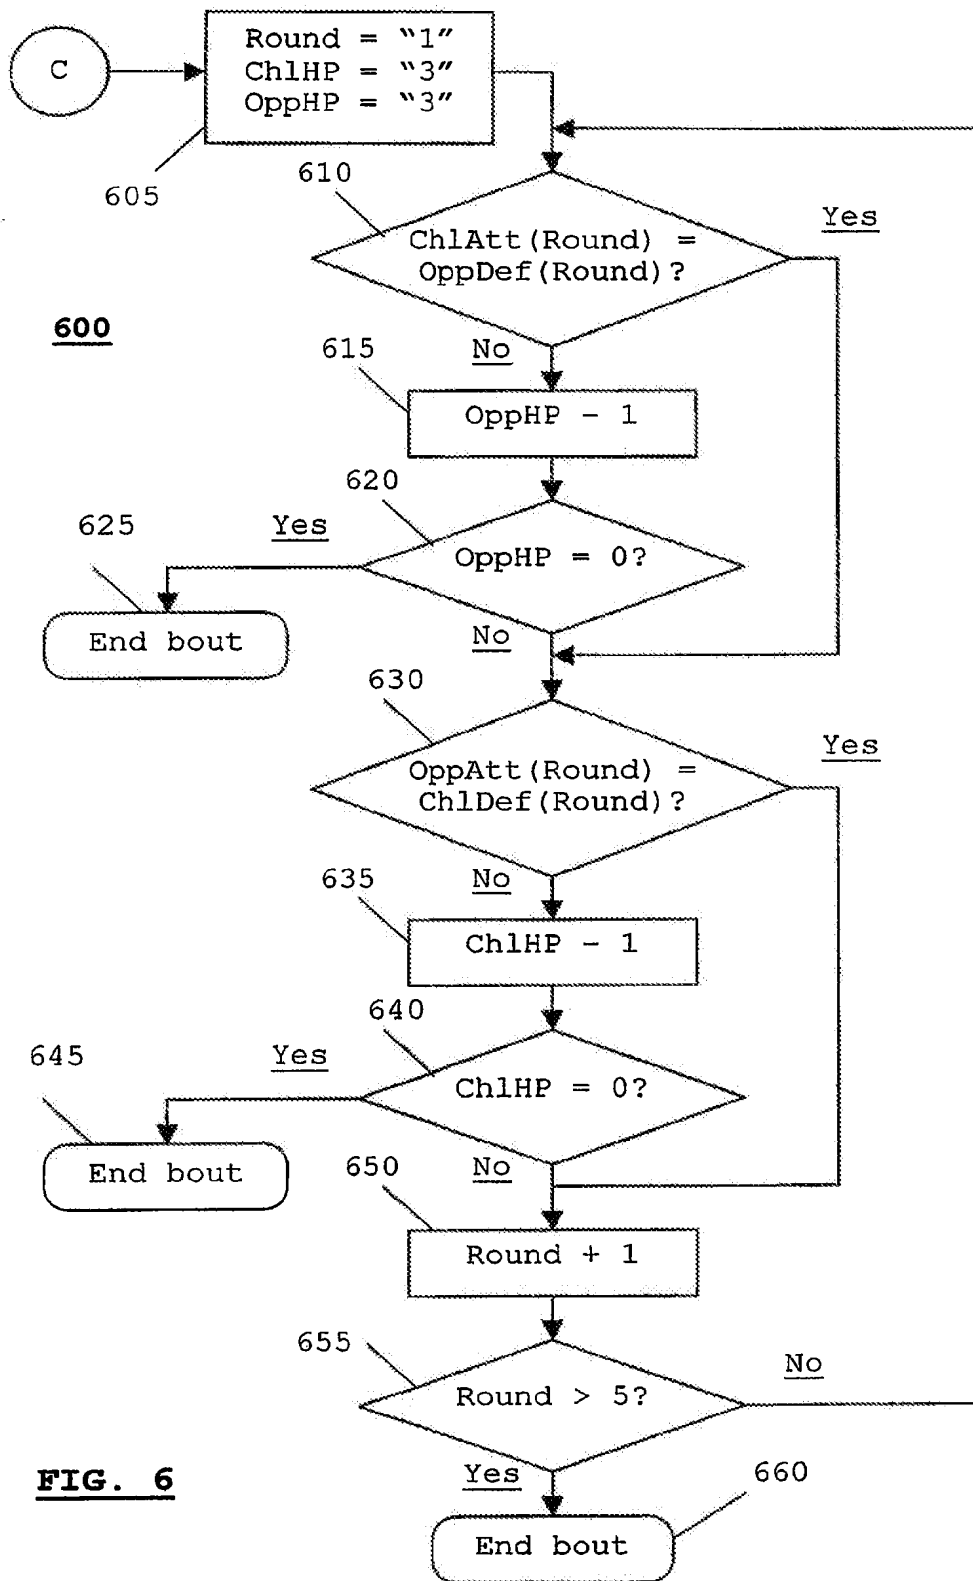 C
Round = “1”
ChlHP = “3”
OppHP = “3”
605
610
ChlAtt(Round) =
OppDef(Round)?
Yes
600
No
615
OppHP - 1
620
Yes
625
OppHP = 0?
End bout
No
630
OppAtt(Round) =
ChlDef(Round)?
Yes
No
635
ChlHP - 1
640
Yes
645
ChlHP = 0?
End bout
No
650
Round + 1
655
No
Round > 5?
FIG. 6
Yes
660
End bout